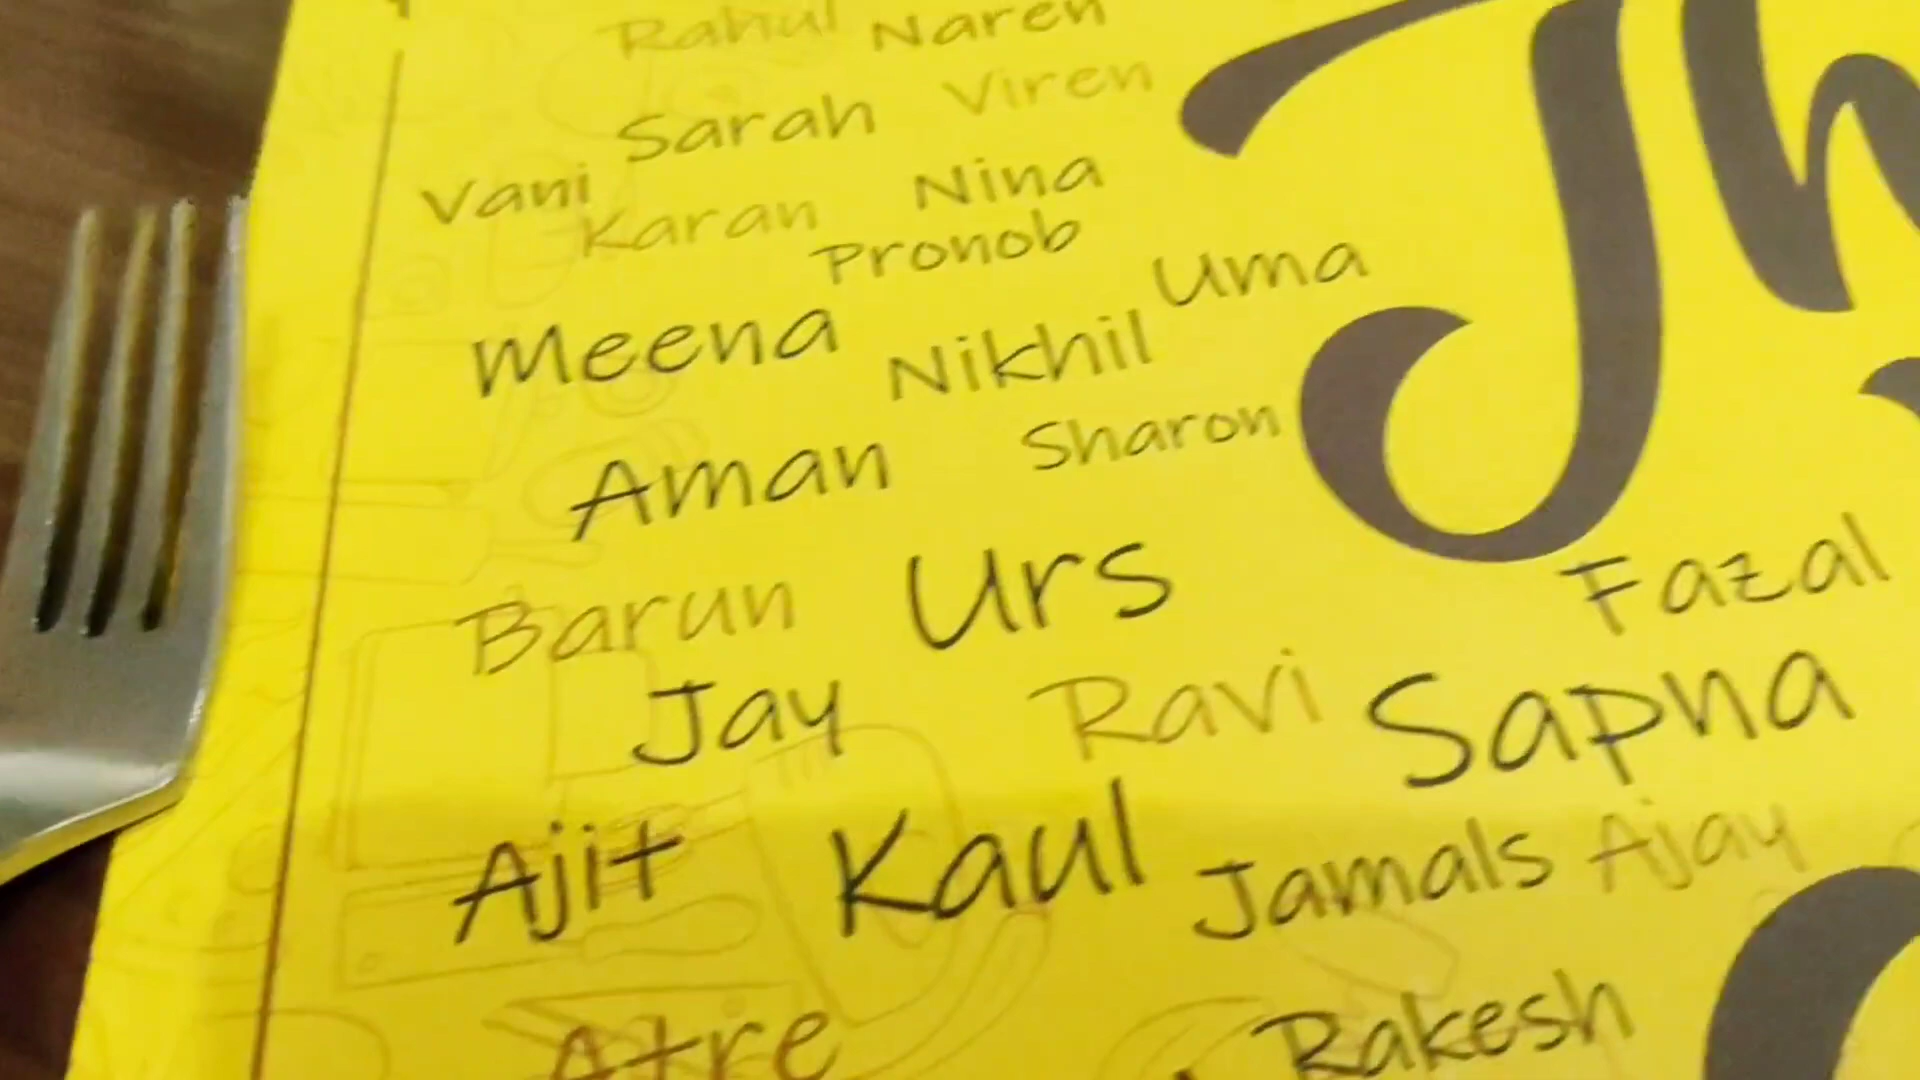 Rahul Naren
Sarah Viren
Vani Karan Nina
Pronob
Meena Nikhil Uma
Aman Sharon
Barun Urs Fazal
Jay Ravi Sapna
Ajit Kaul Jamals Ajay
Atre Rakesh
Th